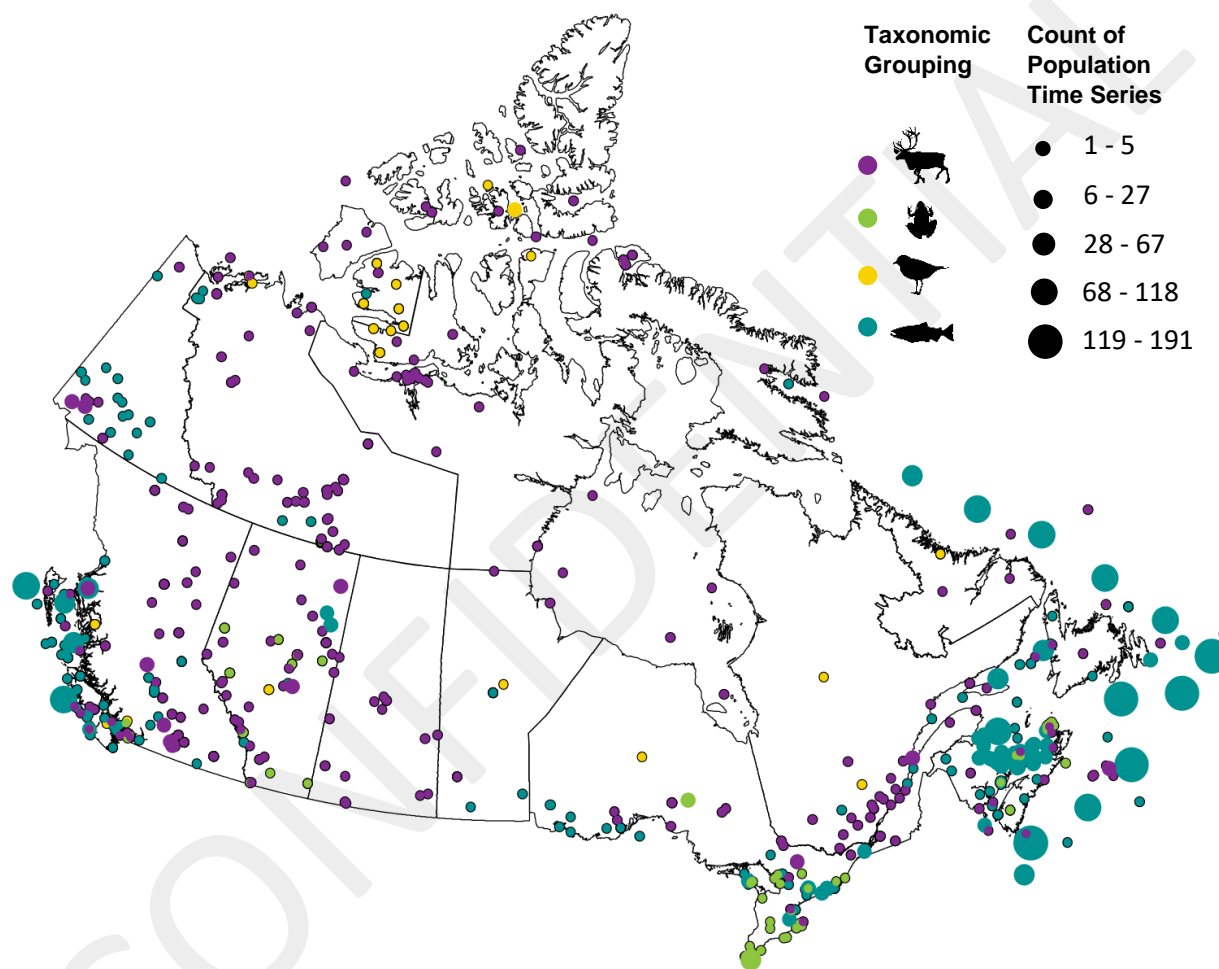 Taxonomic
Grouping
Count of
Population
Time Series
1 - 5
6 - 27
28 - 67
68 - 118
119 - 191
CONFIDENTIAL